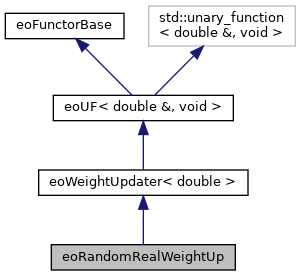 eoFunctorBase
std::unary_function
< double &, void >
eoUF< double &, void >
eoWeightUpdater< double >
eoRandomRealWeightUp